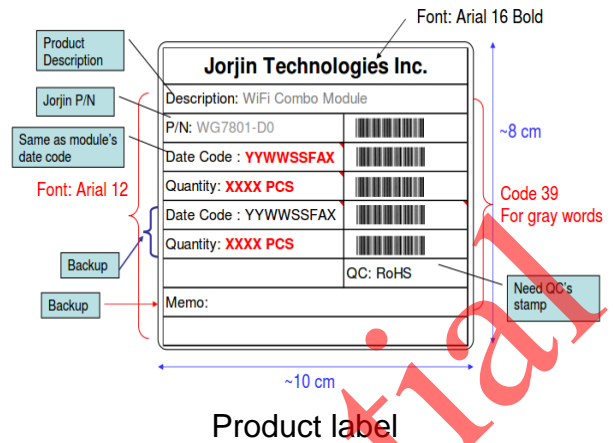 Font: Arial 16 Bold
Product
Description
Jorjin Technologies Inc.
Description: WiFi Combo Module
Jorjin P/N
P/N: WG7801-D0
~8 cm
Same as module's
date code
Date Code : YYWWSSFAX
Font: Arial 12
Quantity: XXXX PCS
Code 39
For gray words
Date Code : YYWWSSFAX
Quantity: XXXX PCS
Backup
QC: RoHS
Need QC's
stamp
Backup
Memo:
~10 cm
Product label
tial